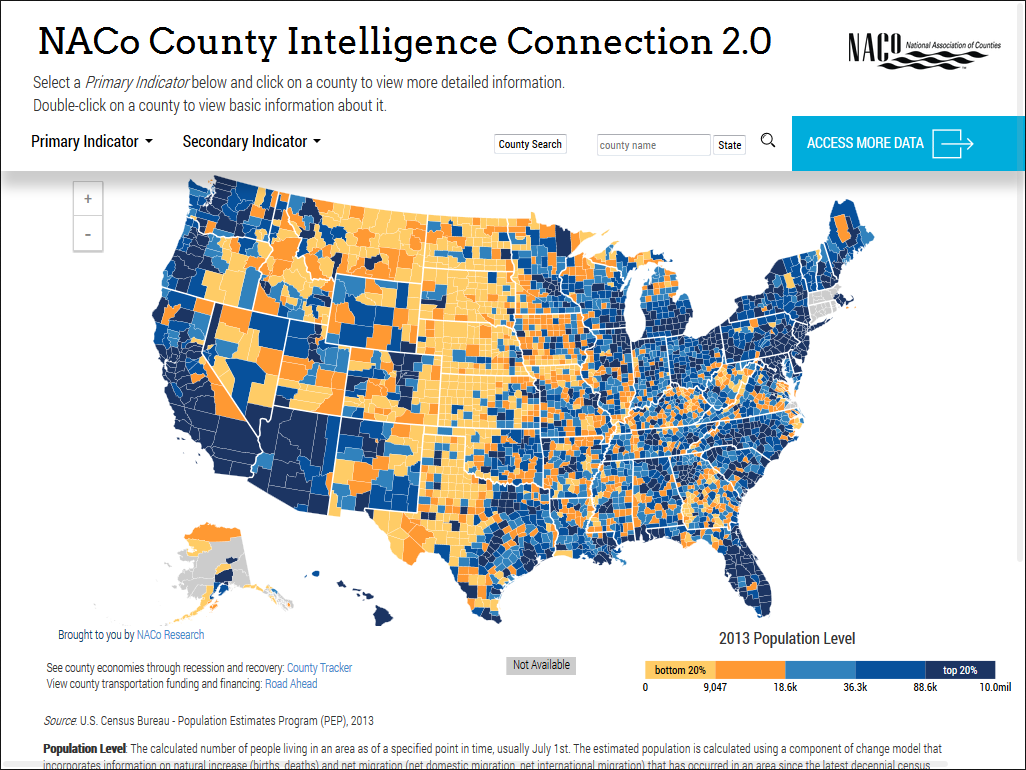 NACo County Intelligence Connection 2.0
NACO National Association of Counties
Select a Primary Indicator below and click on a county to view more detailed information.
Double-click on a county to view basic information about it.
Primary Indicator
Secondary Indicator
County Search
county name
State
ACCESS MORE DATA
+
-
Brought to you by NACo Research
2013 Population Level
See county economies through recession and recovery: County Tracker
View county transportation funding and financing: Road Ahead
Not Available
bottom 20%
top 20%
0
9,047
18.6k
36.3k
88.6k
10.0mil
Source: U.S. Census Bureau - Population Estimates Program (PEP), 2013
Population Level: The calculated number of people living in an area as of a specified point in time, usually July 1st. The estimated population is calculated using a component of change model that
incorporates information on natural increase (births, deaths) and net migration (net domestic migration, net international migration) that has occurred in an area since the latest decennial census